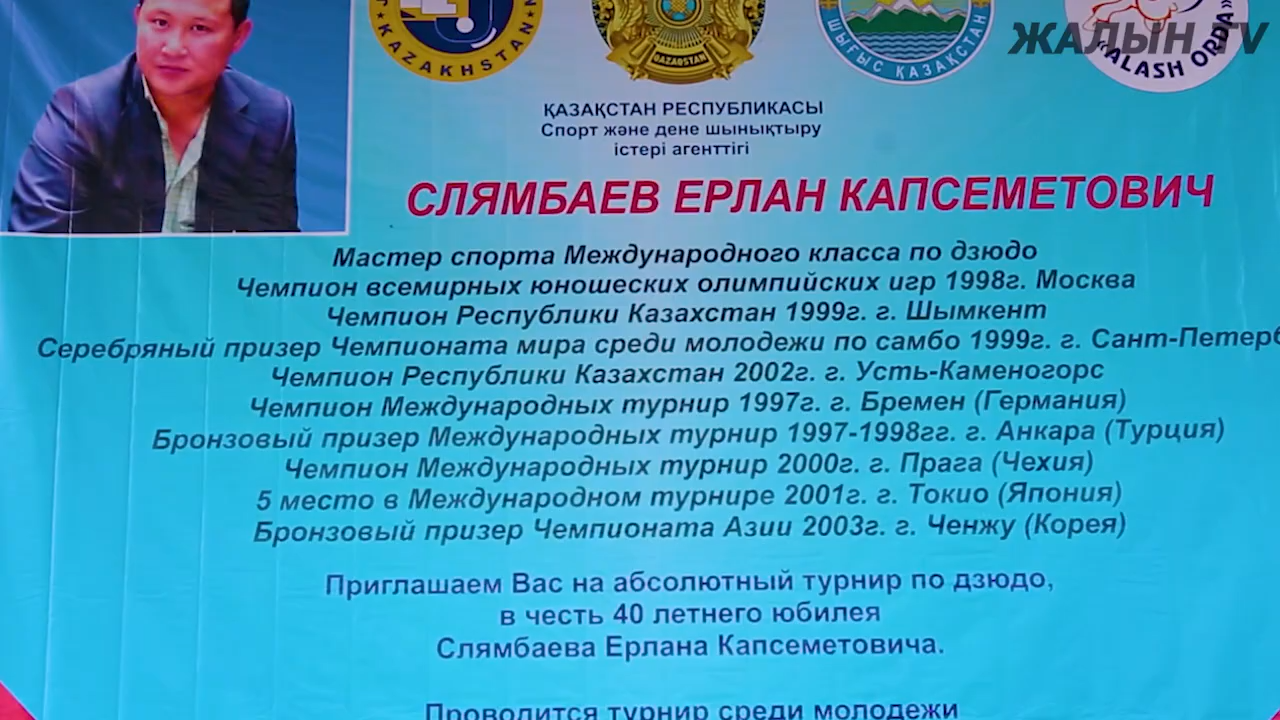 KAZAKHSTAN
QAZAQSTAN
ШЫҒЫС ҚАЗАҚСТАН
«ALASH ORDA»
ЖАЛЫН TV
ҚАЗАҚСТАН РЕСПУБЛИКАСЫ
Спорт және дене шынықтыру
істері агенттігі
СЛЯМБАЕВ ЕРЛАН КАПСЕМЕТОВИЧ
Мастер спорта Международного класса по дзюдо
Чемпион всемирных юношеских олимпийских игр 1998г. Москва
Чемпион Республики Казахстан 1999г. г. Шымкент
Серебряный призер Чемпионата мира среди молодежи по самбо 1999г. г. Сант-Петерб
Чемпион Республики Казахстан 2002г. г. Усть-Каменогорс
Чемпион Международных турнир 1997г. г. Бремен (Германия)
Бронзовый призер Международных турнир 1997-1998гг. г. Анкара (Турция)
Чемпион Международных турнир 2000г. г. Прага (Чехия)
5 место в Международном турнире 2001г. г. Токио (Япония)
Бронзовый призер Чемпионата Азии 2003г. г. Ченжу (Корея)
Приглашаем Вас на абсолютный турнир по дзюдо,
в честь 40 летнего юбилея
Слямбаева Ерлана Капсеметовича.
Проводится турнир среди молодежи